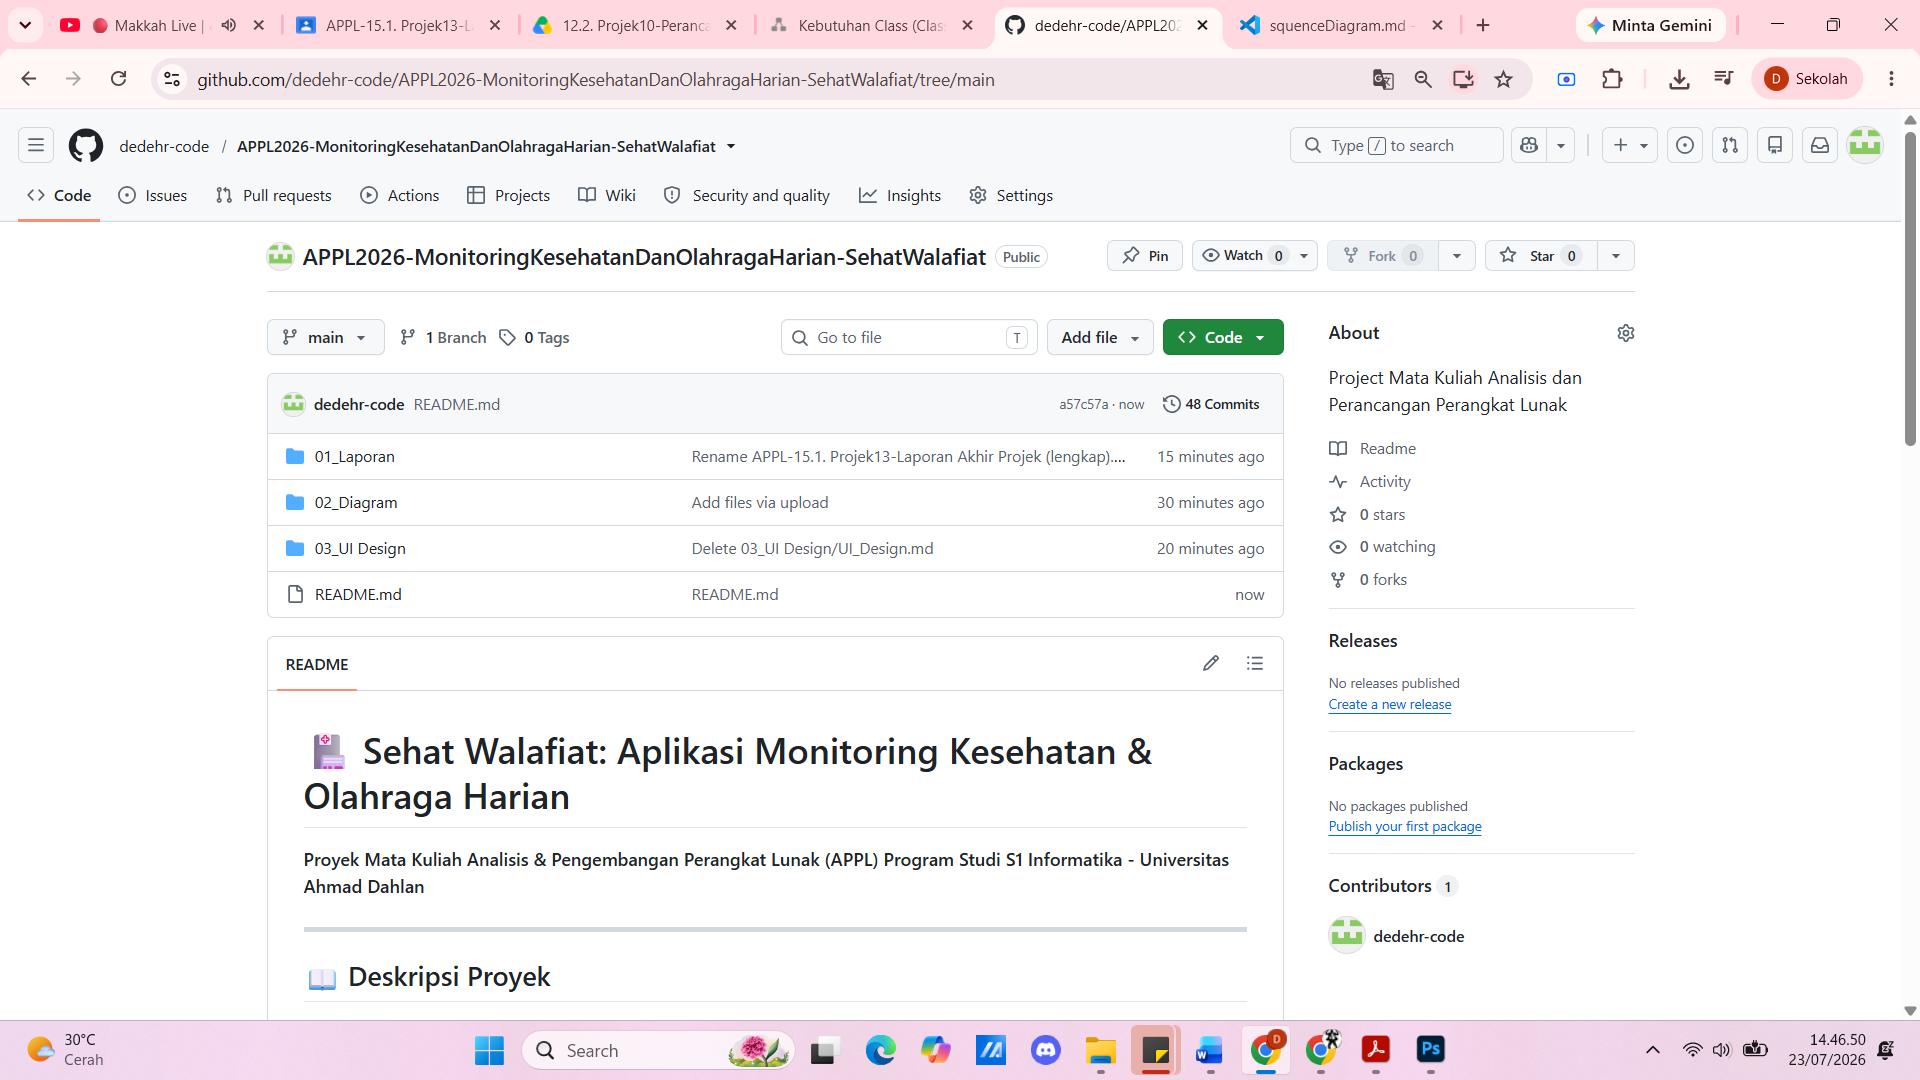 Makkah Live |
APPL-15.1. Projek13-L
12.2. Projek10-Peranca
Kebutuhan Class (Clas
dedehr-code/APPL202
squenceDiagram.md -
Minta Gemini
github.com/dedehr-code/APPL2026-MonitoringKesehatanDanOlahragaHarian-SehatWalafiat/tree/main
D Sekolah
dedehr-code / APPL2026-MonitoringKesehatanDanOlahragaHarian-SehatWalafiat
Type / to search
Code
Issues
Pull requests
Actions
Projects
Wiki
Security and quality
Insights
Settings
APPL2026-MonitoringKesehatanDanOlahragaHarian-SehatWalafiat Public
Pin
Watch 0
Fork 0
Star 0
main
1 Branch
0 Tags
Go to file T
Add file
Code
dedehr-code README.md a57c57a · now 48 Commits
01_Laporan Rename APPL-15.1. Projek13-Laporan Akhir Projek (lengkap).... 15 minutes ago
02_Diagram Add files via upload 30 minutes ago
03_UI Design Delete 03_UI Design/UI_Design.md 20 minutes ago
README.md README.md now
README
Sehat Walafiat: Aplikasi Monitoring Kesehatan &
Olahraga Harian
Proyek Mata Kuliah Analisis & Pengembangan Perangkat Lunak (APPL) Program Studi S1 Informatika - Universitas
Ahmad Dahlan
Deskripsi Proyek
About
Project Mata Kuliah Analisis dan
Perancangan Perangkat Lunak
Readme
Activity
0 stars
0 watching
0 forks
Releases
No releases published
Create a new release
Packages
No packages published
Publish your first package
Contributors 1
dedehr-code
30°C
Cerah
Search
14.46.50
23/07/2026